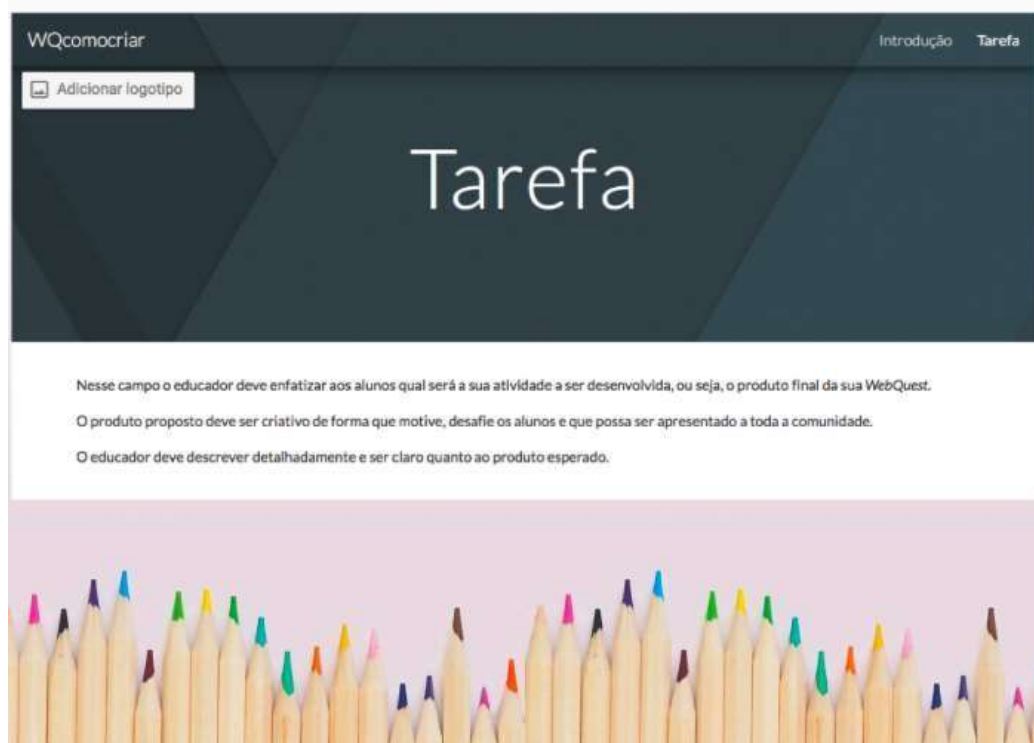 WQcomocriar
Introdução Tarefa
Adicionar logotipo
Tarefa
Nesse campo o educador deve enfatizar aos alunos qual será a sua atividade a ser desenvolvida, ou seja, o produto final da sua WebQuest.
O produto proposto deve ser criativo de forma que motive, desafie os alunos e que possa ser apresentado a toda a comunidade.
O educador deve descrever detalhadamente e ser claro quanto ao produto esperado.